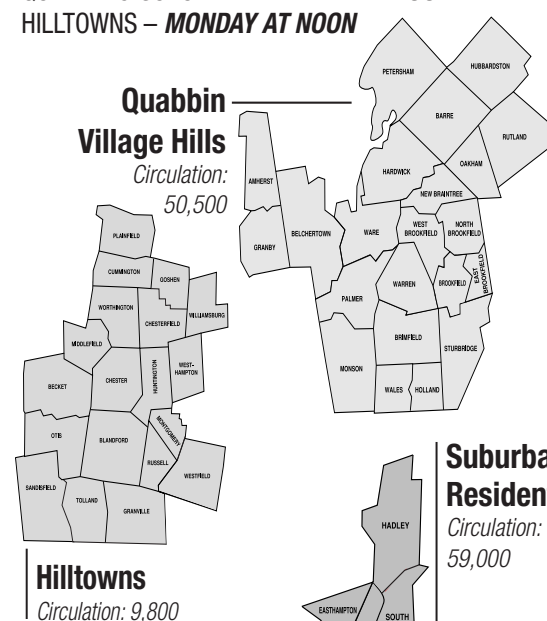 HILLTOWNS – MONDAY AT NOON
Quabbin
Village Hills
Circulation:
50,500
PETERSHAM
HUBBARDSTON
BARRE
RUTLAND
HARDWICK
OAKHAM
NEW BRAINTREE
AMHERST
BELCHERTOWN
GRANBY
WARE
WEST
BROOKFIELD
NORTH
BROOKFIELD
PALMER
WARREN
BROOKFIELD
EAST
BROOKFIELD
BRIMFIELD
STURBRIDGE
MONSON
WALES
HOLLAND
PLAINFIELD
CUMMINGTON
GOSHEN
WORTHINGTON
CHESTERFIELD
WILLIAMSBURG
MIDDLEFIELD
BECKET
CHESTER
HUNTINGTON
WEST-
HAMPTON
OTIS
BLANDFORD
MONTGOMERY
RUSSELL
WESTFIELD
SANDISFIELD
TOLLAND
GRANVILLE
Hilltowns
Circulation: 9,800
Suburba
Residen
Circulation:
59,000
HADLEY
EASTHAMPTON
SOUTH